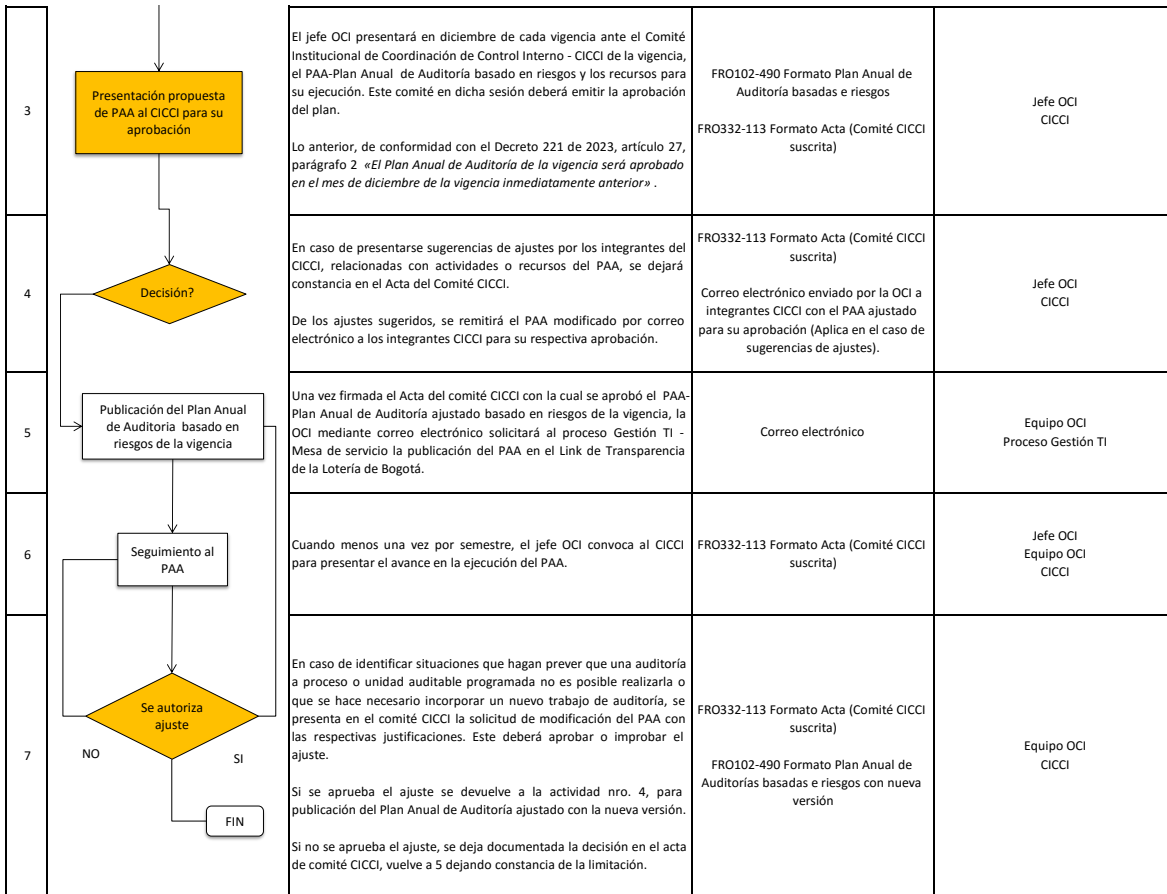 3
Presentación propuesta
de PAA al CICCI para su
aprobación
El jefe OCI presentará en diciembre de cada vigencia ante el Comité
Institucional de Coordinación de Control Interno - CICCI de la vigencia,
el PAA-Plan Anual de Auditoría basado en riesgos y los recursos para
su ejecución. Este comité en dicha sesión deberá emitir la aprobación
del plan.
Lo anterior, de conformidad con el Decreto 221 de 2023, artículo 27,
parágrafo 2 «El Plan Anual de Auditoría de la vigencia será aprobado
en el mes de diciembre de la vigencia inmediatamente anterior» .
FRO102-490 Formato Plan Anual de
Auditoría basadas e riesgos
FRO332-113 Formato Acta (Comité CICCI
suscrita)
Jefe OCI
CICCI
4
Decisión?
En caso de presentarse sugerencias de ajustes por los integrantes del
CICCI, relacionadas con actividades o recursos del PAA, se dejará
constancia en el Acta del Comité CICCI.
De los ajustes sugeridos, se remitirá el PAA modificado por correo
electrónico a los integrantes CICCI para su respectiva aprobación.
FRO332-113 Formato Acta (Comité CICCI
suscrita)
Correo electrónico enviado por la OCI a
integrantes CICCI con el PAA ajustado
para su aprobación (Aplica en el caso de
sugerencias de ajustes).
Jefe OCI
CICCI
5
Publicación del Plan Anual
de Auditoria basado en
riesgos de la vigencia
Una vez firmada el Acta del comité CICCI con la cual se aprobó el PAA-
Plan Anual de Auditoría ajustado basado en riesgos de la vigencia, la
OCI mediante correo electrónico solicitará al proceso Gestión TI -
Mesa de servicio la publicación del PAA en el Link de Transparencia
de la Lotería de Bogotá.
Correo electrónico
Equipo OCI
Proceso Gestión TI
6
Seguimiento al
PAA
Cuando menos una vez por semestre, el jefe OCI convoca al CICCI
para presentar el avance en la ejecución del PAA.
FRO332-113 Formato Acta (Comité CICCI
suscrita)
Jefe OCI
Equipo OCI
CICCI
7
Se autoriza
ajuste
NO
SI
FIN
En caso de identificar situaciones que hagan prever que una auditoría
a proceso o unidad auditable programada no es posible realizarla o
que se hace necesario incorporar un nuevo trabajo de auditoría, se
presenta en el comité CICCI la solicitud de modificación del PAA con
las respectivas justificaciones. Este deberá aprobar o improbar el
ajuste.
Si se aprueba el ajuste se devuelve a la actividad nro. 4, para
publicación del Plan Anual de Auditoría ajustado con la nueva versión.
Si no se aprueba el ajuste, se deja documentada la decisión en el acta
de comité CICCI, vuelve a 5 dejando constancia de la limitación.
FRO332-113 Formato Acta (Comité CICCI
suscrita)
FRO102-490 Formato Plan Anual de
Auditorías basadas e riesgos con nueva
versión
Equipo OCI
CICCI